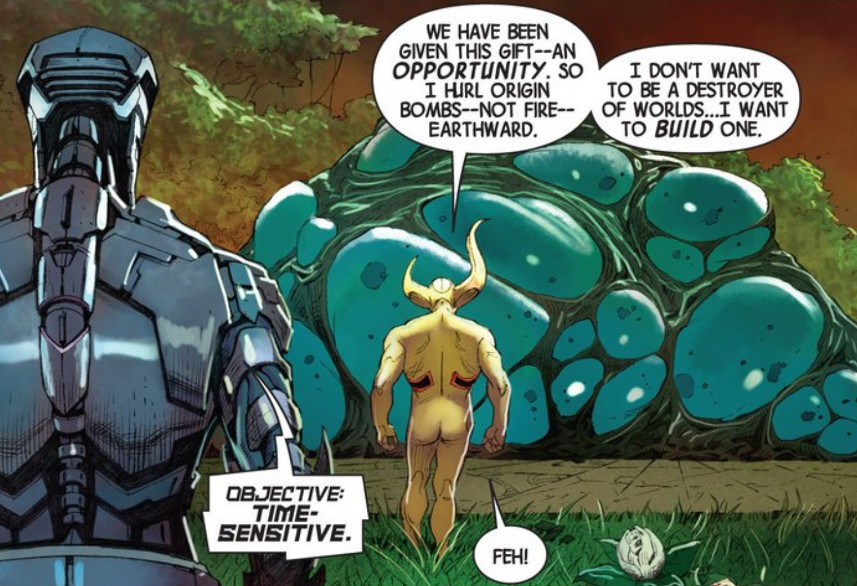 WE HAVE BEEN
GIVEN THIS GIFT--AN
OPPORTUNITY. SO
I HURL ORIGIN
BOMBS--NOT FIRE--
EARTHWARD.
I DON'T WANT
TO BE A DESTROYER
OF WORLDS...I WANT
TO BUILD ONE.
OBJECTIVE:
TIME-
SENSITIVE.
FEH!